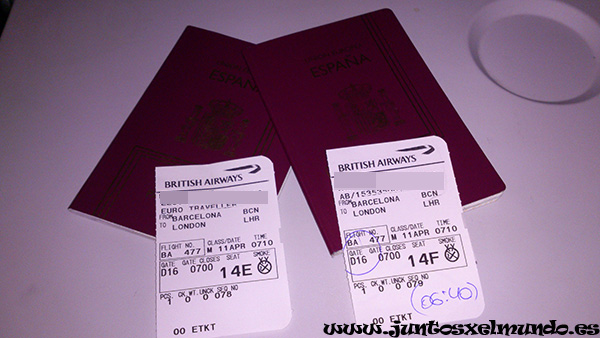 ESPAÑA
ESPAÑA
BRITISH AIRWAYS
EURO TRAVELLER
FROM BARCELONA BCN
TO LONDON LHR
FLIGHT NO. CLASS/DATE TIME
BA 477 M 11APR 0710
GATE GATE CLOSES SEAT SMOKE
D16 0700 14E
PCS CK.WT.UNCK SEQ NO
1 0 0 078
00 ETKT
BRITISH AIRWAYS
FROM BARCELONA BCN
TO LONDON LHR
FLIGHT NO. CLASS/DATE TIME
BA 477 M 11APR 0710
GATE GATE CLOSES SEAT SMOKE
D16 0700 14F
PCS CK.WT.UNCK SEQ NO
1 0 0 079
(06:40)
00 ETKT
www.juntosxelmundo.es